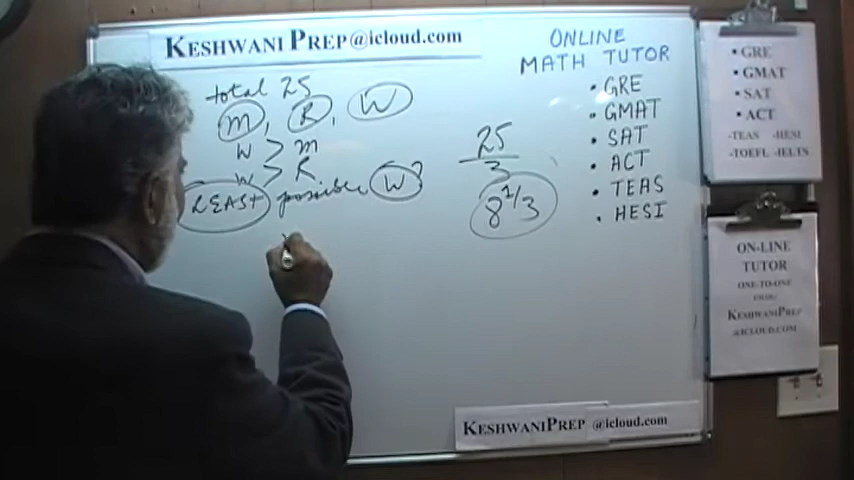 KESHWANI PREP@icloud.com
total 25
M, R, W
W > M
W > R
LEAST possible W?
25
3
8 1/3
ONLINE
MATH TUTOR
• GRE
• GMAT
• SAT
• ACT
• TEAS
• HESI
• GRE
• GMAT
• SAT
• ACT
-TEAS -HESI
-TOEFL -IELTS
ON-LINE
TUTOR
ONE-TO-ONE
KESHWANIPREP
@ICLOUD.COM
KESHWANIPREP @icloud.com